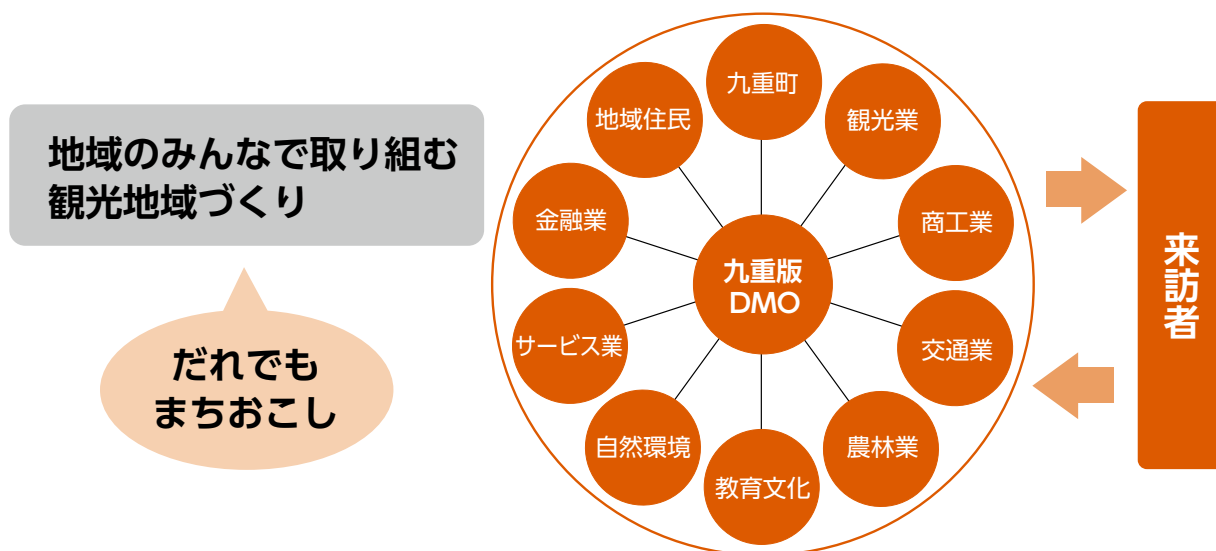 地域のみんなで取り組む
観光地域づくり
だれでも
まちおこし
九重版
DMO
九重町
観光業
商工業
交通業
農林業
教育文化
自然環境
サービス業
金融業
地域住民
来訪者